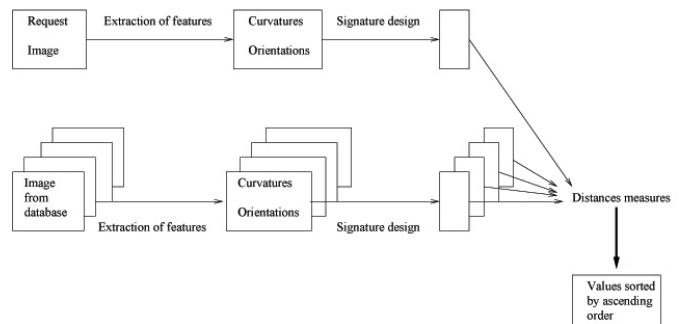 Request
Image
Extraction of features
Curvatures
Orientations
Signature design
Image
from
database
Extraction of features
Curvatures
Orientations
Signature design
Distances measures
Values sorted
by ascending
order